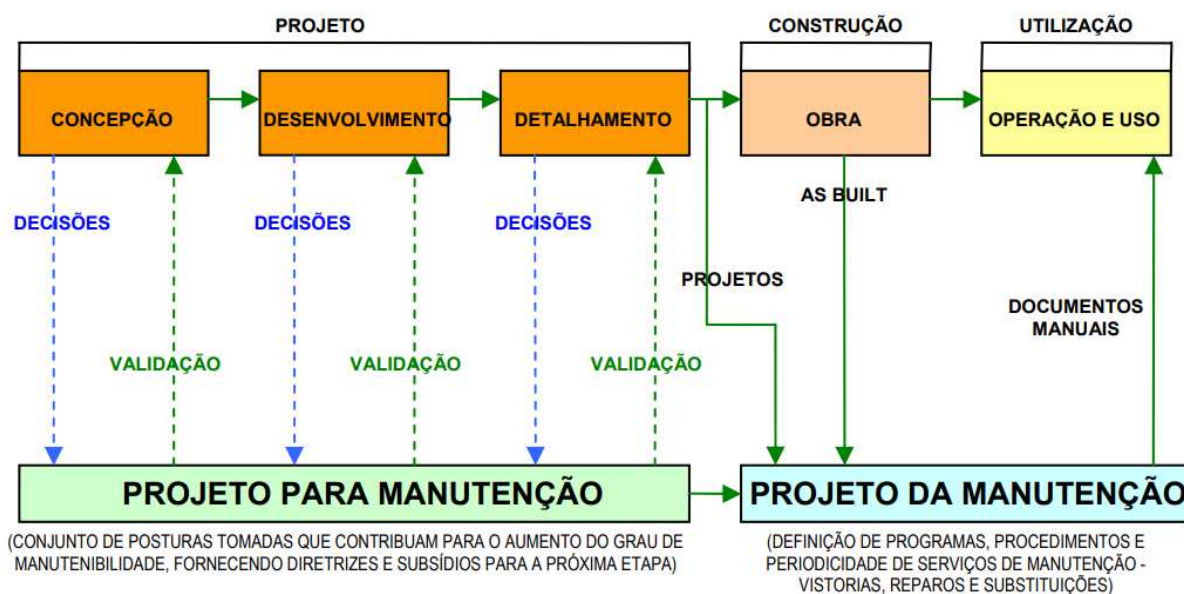 PROJETO
CONSTRUÇÃO
UTILIZAÇÃO
CONCEPÇÃO
DESENVOLVIMENTO
DETALHAMENTO
OBRA
OPERAÇÃO E USO
DECISÕES
DECISÕES
DECISÕES
AS BUILT
PROJETOS
DOCUMENTOS
MANUAIS
VALIDAÇÃO
VALIDAÇÃO
VALIDAÇÃO
PROJETO PARA MANUTENÇÃO
PROJETO DA MANUTENÇÃO
(CONJUNTO DE POSTURAS TOMADAS QUE CONTRIBUAM PARA O AUMENTO DO GRAU DE
MANUTENIBILIDADE, FORNECENDO DIRETRIZES E SUBSÍDIOS PARA A PRÓXIMA ETAPA)
(DEFINIÇÃO DE PROGRAMAS, PROCEDIMENTOS E
PERIODICIDADE DE SERVIÇOS DE MANUTENÇÃO -
VISTORIAS, REPAROS E SUBSTITUIÇÕES)